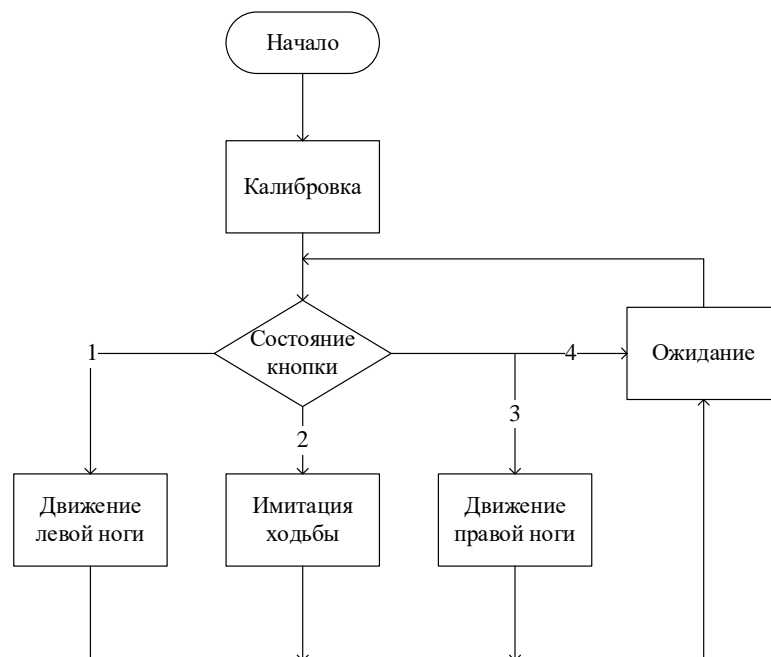 Начало
Калибровка
Состояние
кнопки
1
4
Ожидание
3
2
Движение
левой ноги
Имитация
ходьбы
Движение
правой ноги